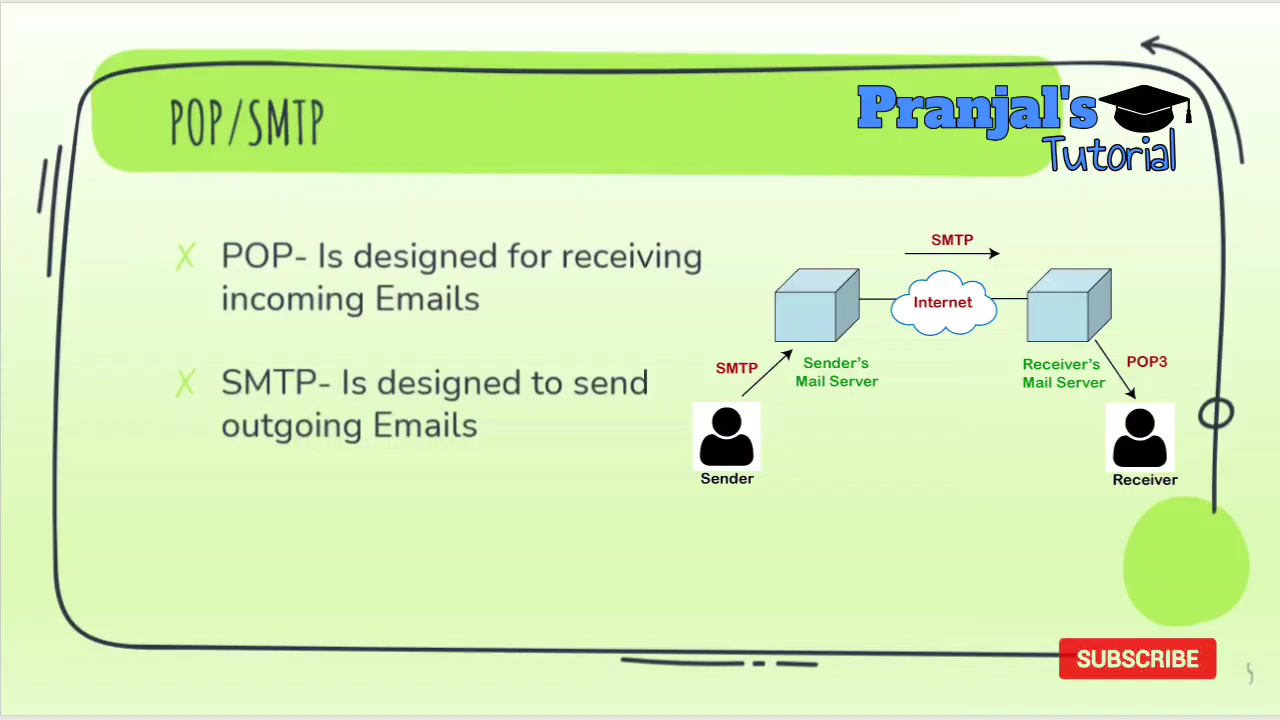 POP/SMTP
Pranjal's
Tutorial
X POP- Is designed for receiving
incoming Emails
X SMTP- Is designed to send
outgoing Emails
SMTP
Internet
SMTP
Sender's
Mail Server
Receiver's
Mail Server
POP3
Sender
Receiver
SUBSCRIBE
5